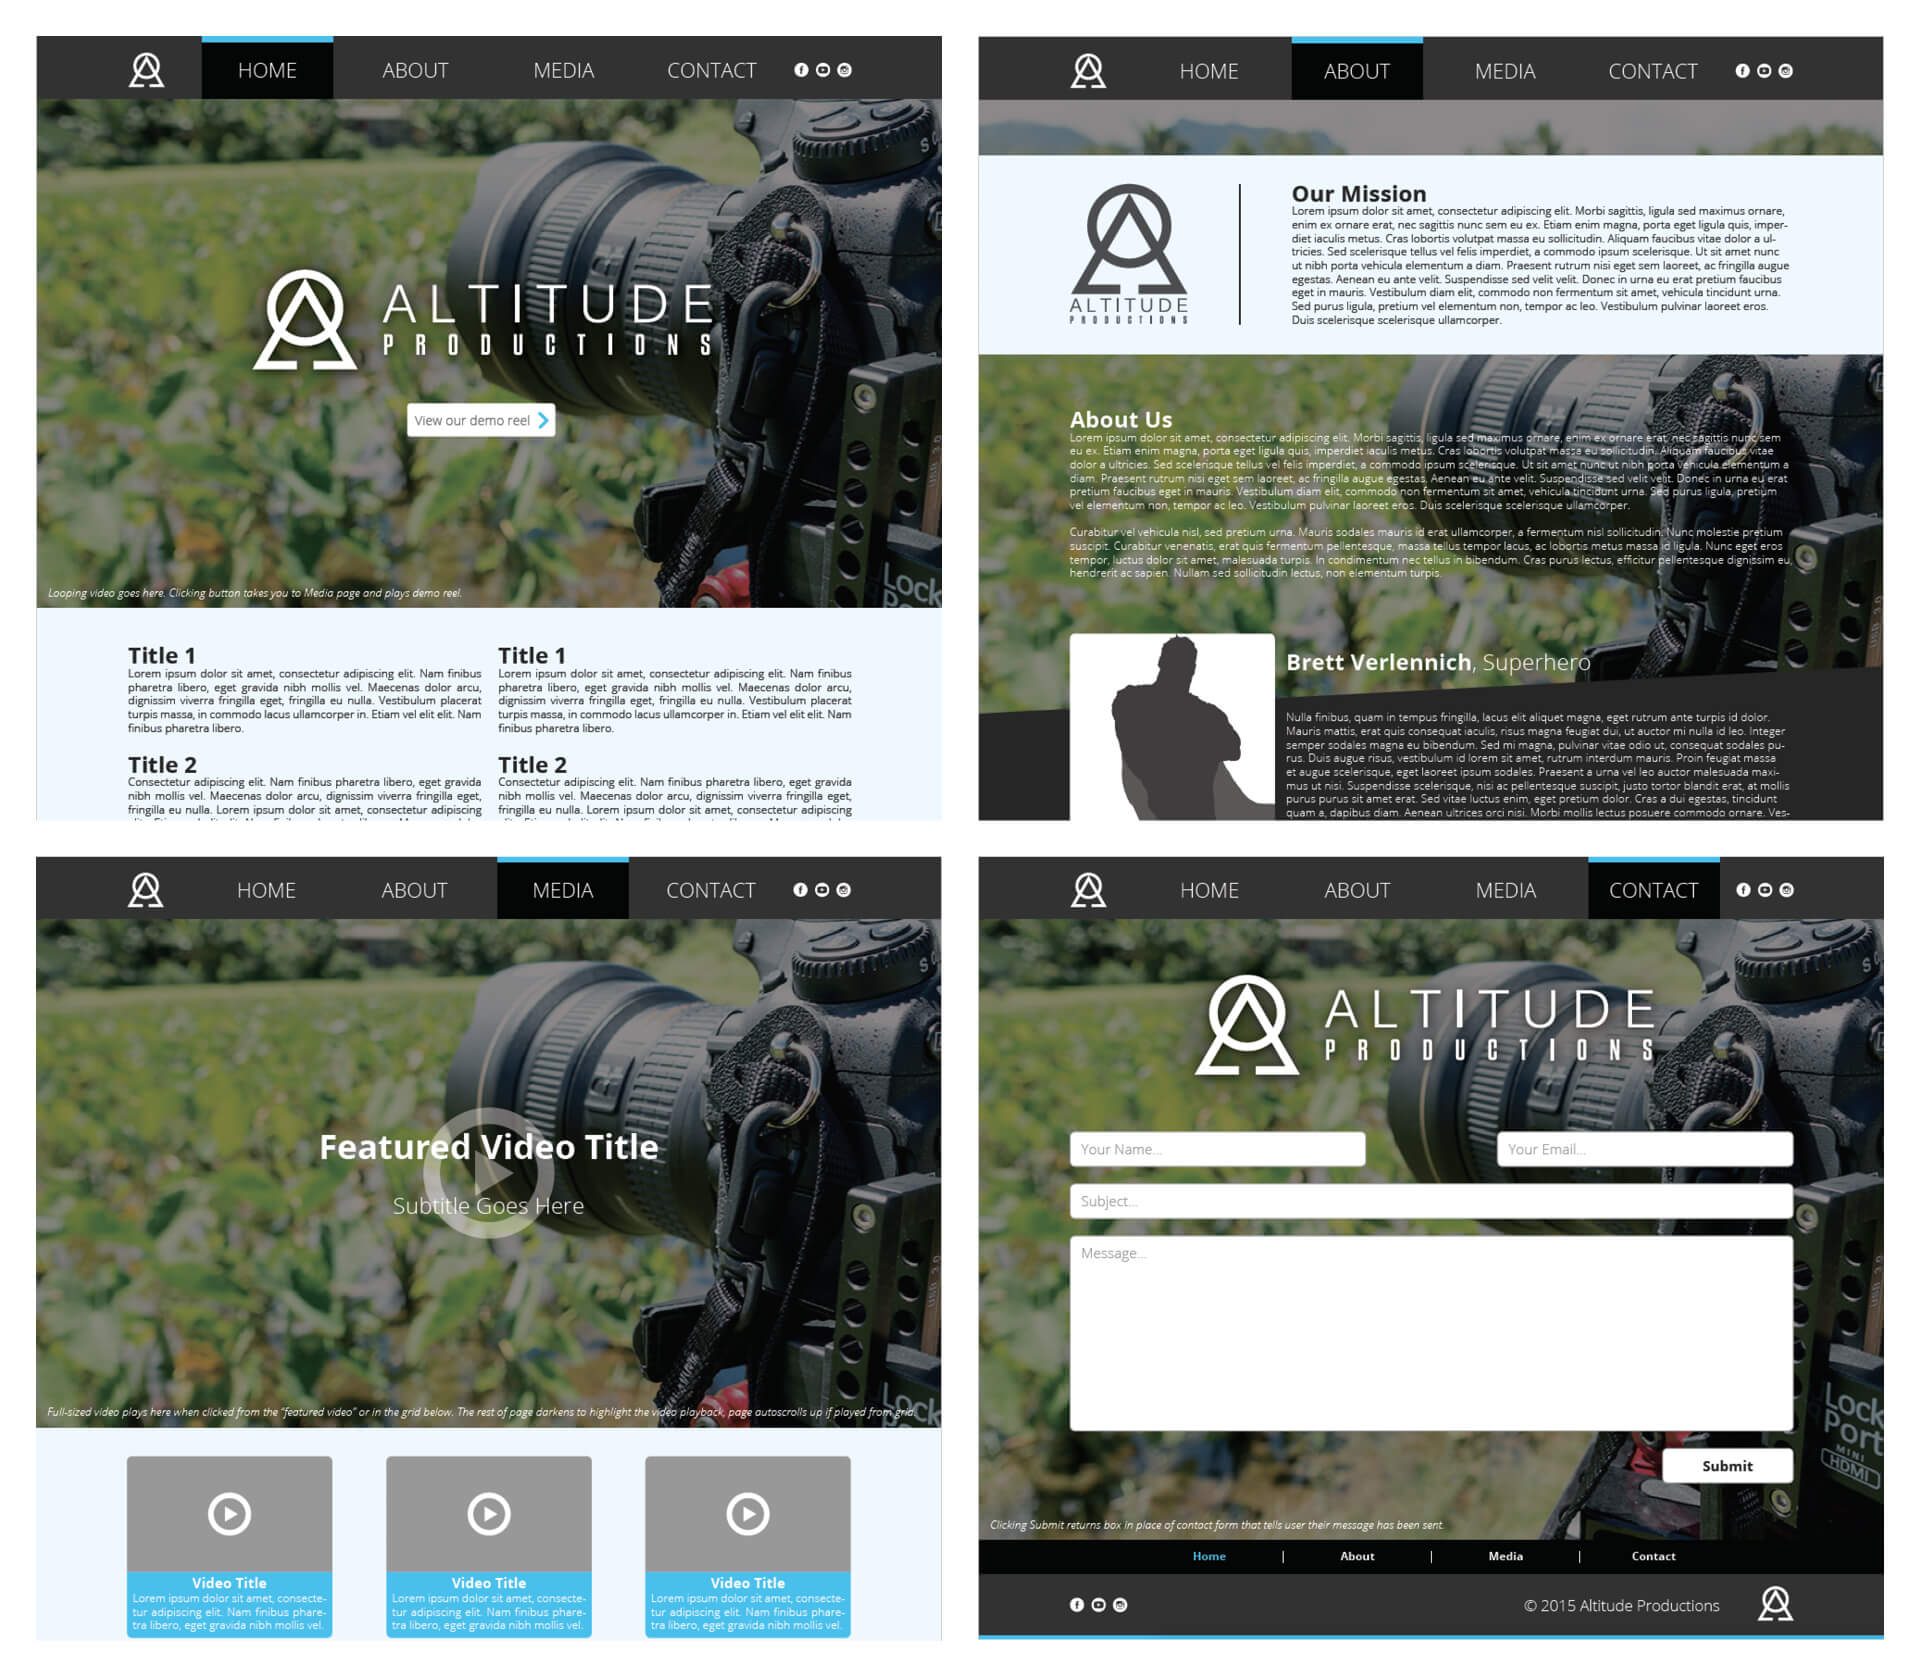 HOME ABOUT MEDIA CONTACT
ALTITUDE
PRODUCTIONS
View our demo reel
Lock
Looping video goes here. Clicking button takes you to Media page and plays demo reel.
Title 1
Lorem ipsum dolor sit amet, consectetur adipiscing elit. Nam finibus
pharetra libero, eget gravida nibh mollis vel. Maecenas dolor arcu,
dignissim viverra fringilla eget, fringilla eu nulla. Vestibulum placerat
turpis massa, in commodo lacus ullamcorper in. Etiam vel elit elit. Nam
finibus pharetra libero.
Title 2
Consectetur adipiscing elit. Nam finibus pharetra libero, eget gravida
nibh mollis vel. Maecenas dolor arcu, dignissim viverra fringilla eget,
fringilla eu nulla. Lorem ipsum dolor sit amet, consectetur adipiscing
Title 1
Lorem ipsum dolor sit amet, consectetur adipiscing elit. Nam finibus
pharetra libero, eget gravida nibh mollis vel. Maecenas dolor arcu,
dignissim viverra fringilla eget, fringilla eu nulla. Vestibulum placerat
turpis massa, in commodo lacus ullamcorper in. Etiam vel elit elit. Nam
finibus pharetra libero.
Title 2
Consectetur adipiscing elit. Nam finibus pharetra libero, eget gravida
nibh mollis vel. Maecenas dolor arcu, dignissim viverra fringilla eget,
fringilla eu nulla. Lorem ipsum dolor sit amet, consectetur adipiscing
HOME ABOUT MEDIA CONTACT
ALTITUDE
PRODUCTIONS
Our Mission
Lorem ipsum dolor sit amet, consectetur adipiscing elit. Morbi sagittis, ligula sed maximus ornare,
enim ex ornare erat, nec sagittis nunc sem eu ex. Etiam enim magna, porta eget ligula quis, imper-
diet iaculis metus. Cras lobortis volutpat massa eu sollicitudin. Aliquam faucibus vitae dolor a ul-
tricies. Sed scelerisque tellus vel felis imperdiet, a commodo ipsum scelerisque. Ut sit amet nunc
ut nibh porta vehicula elementum a diam. Praesent rutrum nisi eget sem laoreet, ac fringilla augue
egestas. Aenean eu ante velit. Suspendisse sed velit velit. Donec in urna eu erat pretium faucibus
eget in mauris. Vestibulum diam elit, commodo non fermentum sit amet, vehicula tincidunt urna.
Sed purus ligula, pretium vel elementum non, tempor ac leo. Vestibulum pulvinar laoreet eros.
Duis scelerisque scelerisque ullamcorper.
About Us
Lorem ipsum dolor sit amet, consectetur adipiscing elit. Morbi sagittis, ligula sed maximus ornare, enim ex ornare erat, nec sagittis nunc sem
eu ex. Etiam enim magna, porta eget ligula quis, imperdiet iaculis metus. Cras lobortis volutpat massa eu sollicitudin. Aliquam faucibus vitae
dolor a ultricies. Sed scelerisque tellus vel felis imperdiet, a commodo ipsum scelerisque. Ut sit amet nunc ut nibh porta vehicula elementum a
diam. Praesent rutrum nisi eget sem laoreet, ac fringilla augue egestas. Aenean eu ante velit. Suspendisse sed velit velit. Donec in urna eu erat
pretium faucibus eget in mauris. Vestibulum diam elit, commodo non fermentum sit amet, vehicula tincidunt urna. Sed purus ligula, pretium
vel elementum non, tempor ac leo. Vestibulum pulvinar laoreet eros. Duis scelerisque scelerisque ullamcorper.
Curabitur vel vehicula nisl, sed pretium urna. Mauris sodales mauris id erat ullamcorper, a fermentum nisl sollicitudin. Nunc molestie pretium
suscipit. Curabitur venenatis, erat quis fermentum pellentesque, massa tellus tempor lacus, ac lobortis metus massa id ligula. Nunc eget eros
tempor, luctus dolor sit amet, malesuada turpis. In condimentum nec tellus in bibendum. Cras purus lectus, efficitur pellentesque dignissim eu,
hendrerit ac sapien. Nullam sed sollicitudin lectus, non elementum turpis.
Brett Verlennich, Superhero
Nulla finibus, quam in tempus fringilla, lacus elit aliquet magna, eget rutrum ante turpis id dolor.
Mauris mattis, erat quis consequat iaculis, risus magna feugiat dui, ut auctor mi nulla id leo. Integer
semper sodales magna eu bibendum. Sed mi magna, pulvinar vitae odio ut, consequat sodales pu-
rus. Duis augue risus, vestibulum id lorem sit amet, rutrum interdum mauris. Proin feugiat massa
et augue scelerisque, eget laoreet ipsum sodales. Praesent a urna vel leo auctor malesuada maxi-
mus ut nisi. Suspendisse scelerisque, nisi ac pellentesque suscipit, justo tortor blandit erat, at mollis
purus purus sit amet erat. Sed vitae luctus enim, eget pretium dolor. Cras a dui egestas, tincidunt
quam a, dapibus diam. Aenean ultrices orci nisi. Morbi mollis lectus posuere commodo ornare. Ves-
HOME ABOUT MEDIA CONTACT
Featured Video Title
Subtitle Goes Here
Lock
Full-sized video plays here when clicked from the "featured video" or in the grid below. The rest of page darkens to highlight the video playback, page autoscrolls up if played from grid.
Video Title
Lorem ipsum dolor sit amet, consecte-
tur adipiscing elit. Nam finibus phare-
tra libero, eget gravida nibh mollis vel.
Video Title
Lorem ipsum dolor sit amet, consecte-
tur adipiscing elit. Nam finibus phare-
tra libero, eget gravida nibh mollis vel.
Video Title
Lorem ipsum dolor sit amet, consecte-
tur adipiscing elit. Nam finibus phare-
tra libero, eget gravida nibh mollis vel.
HOME ABOUT MEDIA CONTACT
ALTITUDE
PRODUCTIONS
Your Name... Your Email...
Subject...
Message...
Lock
Port
MINI
HDMI
Submit
Clicking Submit returns box in place of contact form that tells user their message has been sent.
Home | About | Media | Contact
© 2015 Altitude Productions